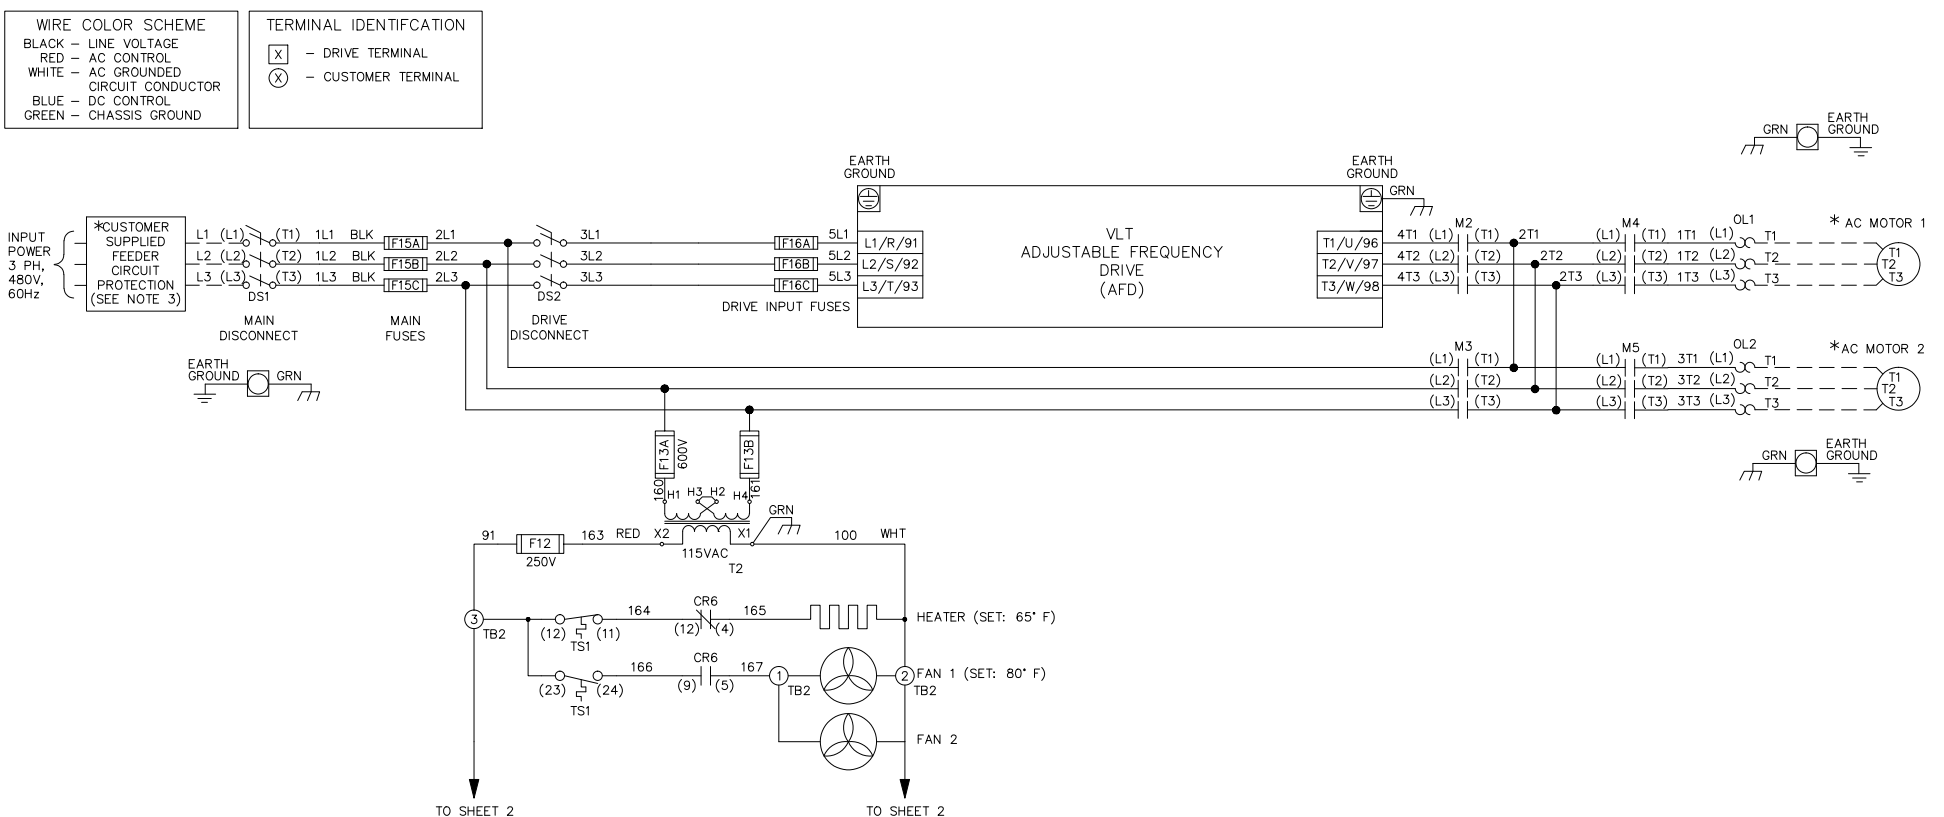 WIRE COLOR SCHEME
BLACK – LINE VOLTAGE
RED – AC CONTROL
WHITE – AC GROUNDED
CIRCUIT CONDUCTOR
BLUE – DC CONTROL
GREEN – CHASSIS GROUND
TERMINAL IDENTIFCATION
X – DRIVE TERMINAL
X – CUSTOMER TERMINAL
GRN
EARTH
GROUND
INPUT
POWER
3 PH,
480V,
60Hz
*CUSTOMER
SUPPLIED
FEEDER
CIRCUIT
PROTECTION
(SEE NOTE 3)
L1 (L1) (T1) 1L1 BLK F15A 2L1 3L1 F16A 5L1 L1/R/91
L2 (L2) (T2) 1L2 BLK F15B 2L2 3L2 F16B 5L2 L2/S/92
L3 (L3) (T3) 1L3 BLK F15C 2L3 3L3 F16C 5L3 L3/T/93
DS1
MAIN
DISCONNECT
MAIN
FUSES
DS2
DRIVE
DISCONNECT
DRIVE INPUT FUSES
EARTH
GROUND
VLT
ADJUSTABLE FREQUENCY
DRIVE
(AFD)
EARTH
GROUND
GRN
M2 M4 OL1 * AC MOTOR 1
T1/U/96 4T1 (L1) (T1) 2T1 (L1) (T1) 1T1 (L1) T1 T1
T2/V/97 4T2 (L2) (T2) 2T2 (L2) (T2) 1T2 (L2) T2 T2
T3/W/98 4T3 (L3) (T3) 2T3 (L3) (T3) 1T3 (L3) T3 T3
EARTH
GROUND GRN
M3 M5 OL2 *AC MOTOR 2
(L1) (T1) (L1) (T1) 3T1 (L1) T1 T1
(L2) (T2) (L2) (T2) 3T2 (L2) T2 T2
(L3) (T3) (L3) (T3) 3T3 (L3) T3 T3
GRN
EARTH
GROUND
F13A
600V
F13B
160
161
H1 H3 H2 H4
GRN
91 F12 163 RED X2 X1 100 WHT
250V
115VAC
T2
3
TB2
(12) (11) 164 CR6 165 HEATER (SET: 65° F)
TS1
(12) (4)
(23) (24) 166 CR6 167 1 2 FAN 1 (SET: 80° F)
TS1
(9) (5)
TB2 TB2
FAN 2
TO SHEET 2
TO SHEET 2